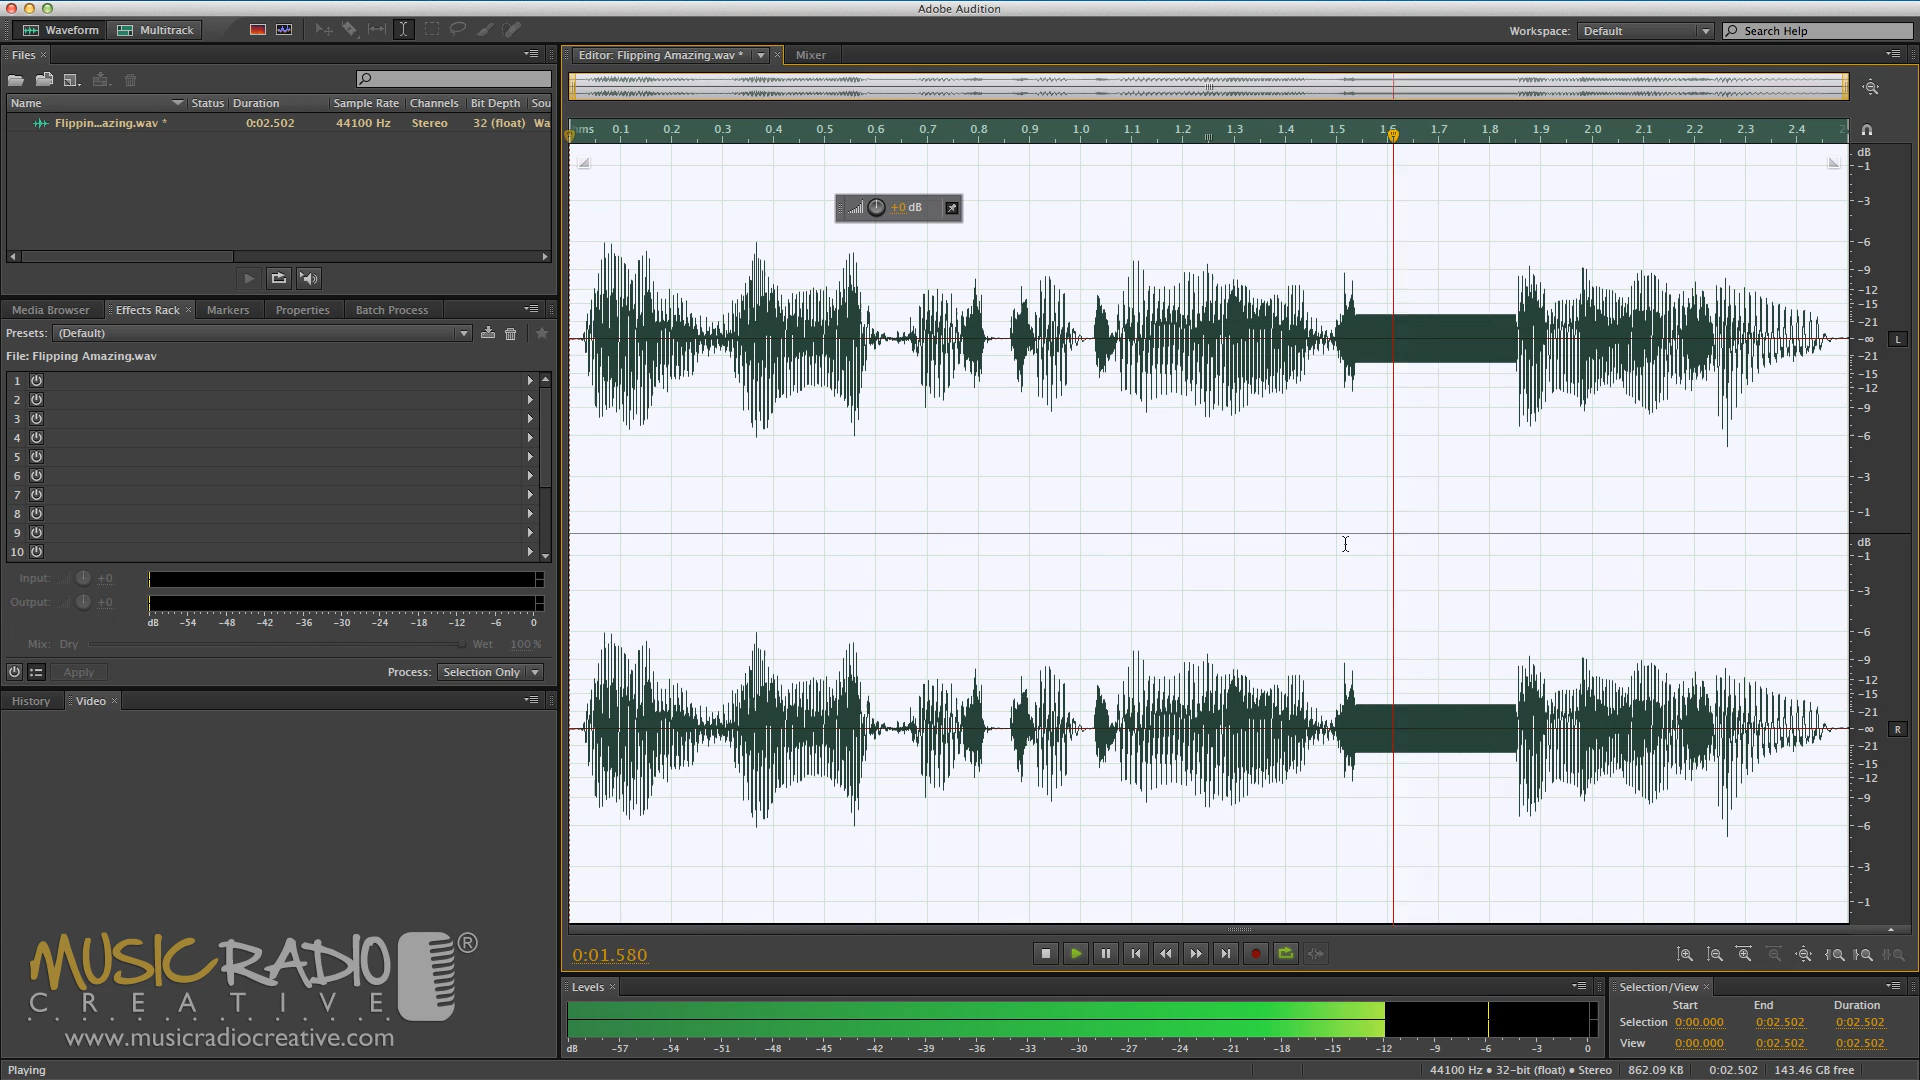 Adobe Audition
Waveform Multitrack Workspace: Default Search Help
Files Editor: Flipping Amazing.wav * Mixer
Name Status Duration Sample Rate Channels Bit Depth Sou
Flippin...azing.wav * 0:02.502 44100 Hz Stereo 32 (float) Wa
hms 0.1 0.2 0.3 0.4 0.5 0.6 0.7 0.8 0.9 1.0 1.1 1.2 1.3 1.4 1.5 1.6 1.7 1.8 1.9 2.0 2.1 2.2 2.3 2.4
+0 dB
dB
-1
-3
-6
-9
-12
-15
-21
-∞ L
-21
-15
-12
-9
-6
-3
-1
dB
-1
-3
-6
-9
-12
-15
-21
-∞ R
-21
-15
-12
-9
-6
-3
-1
Media Browser Effects Rack Markers Properties Batch Process
Presets: (Default)
File: Flipping Amazing.wav
1
2
3
4
5
6
7
8
9
10
Input: +0
Output: +0
dB -54 -48 -42 -36 -30 -24 -18 -12 -6 0
Mix: Dry Wet 100 %
Apply Process: Selection Only
History Video
MUSIC RADIO ®
CREATIVE
www.musicradiocreative.com
0:01.580
Levels
dB -57 -54 -51 -48 -45 -42 -39 -36 -33 -30 -27 -24 -21 -18 -15 -12 -9 -6 -3 0
Selection/View
Start End Duration
Selection 0:00.000 0:02.502 0:02.502
View 0:00.000 0:02.502 0:02.502
Playing 44100 Hz • 32-bit (float) • Stereo 862.09 KB 0:02.502 143.46 GB free